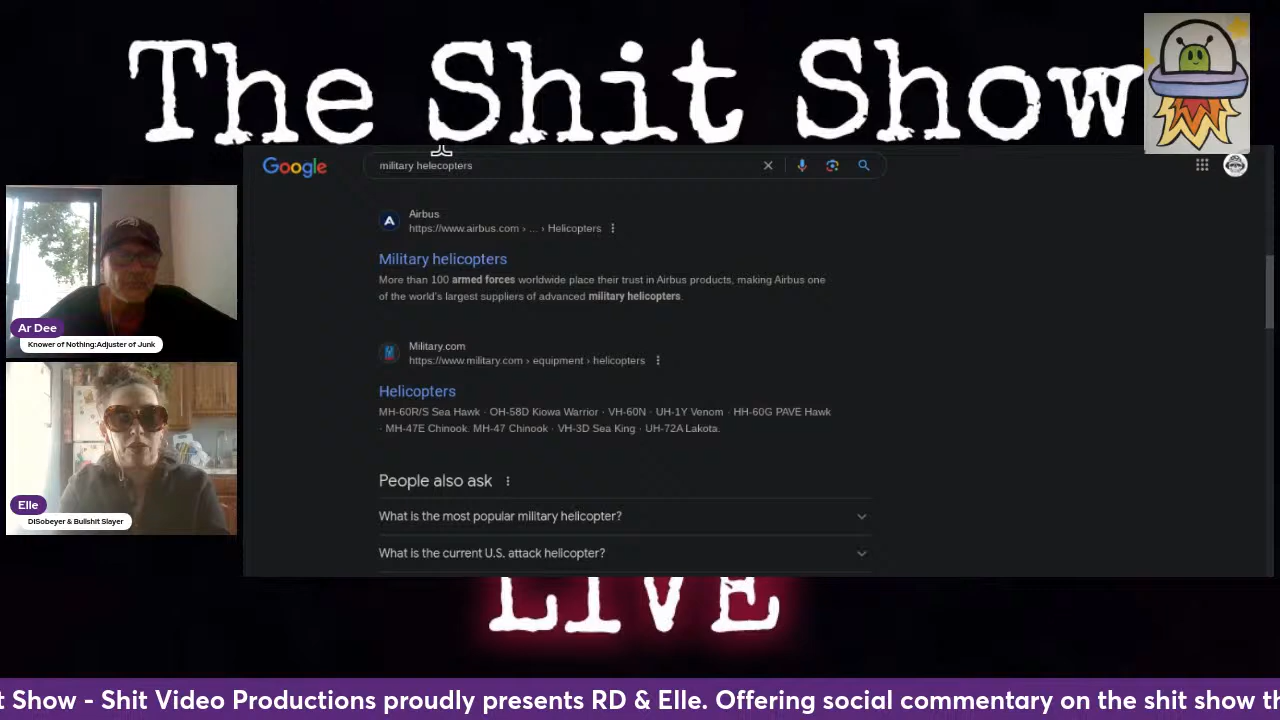 The Shit Show
Google
military helecopters
Airbus
https://www.airbus.com › ... › Helicopters
Military helicopters
More than 100 armed forces worldwide place their trust in Airbus products, making Airbus one
of the world's largest suppliers of advanced military helicopters.
Military.com
https://www.military.com › equipment › helicopters
Helicopters
MH-60R/S Sea Hawk · OH-58D Kiowa Warrior · VH-60N · UH-1Y Venom · HH-60G PAVE Hawk
· MH-47E Chinook. MH-47 Chinook · VH-3D Sea King · UH-72A Lakota.
People also ask
What is the most popular military helicopter?
What is the current U.S. attack helicopter?
Ar Dee
Knower of Nothing:Adjuster of Junk
Elle
DISobeyer & Bullshit Slayer
LIVE
t Show - Shit Video Productions proudly presents RD & Elle. Offering social commentary on the shit show th